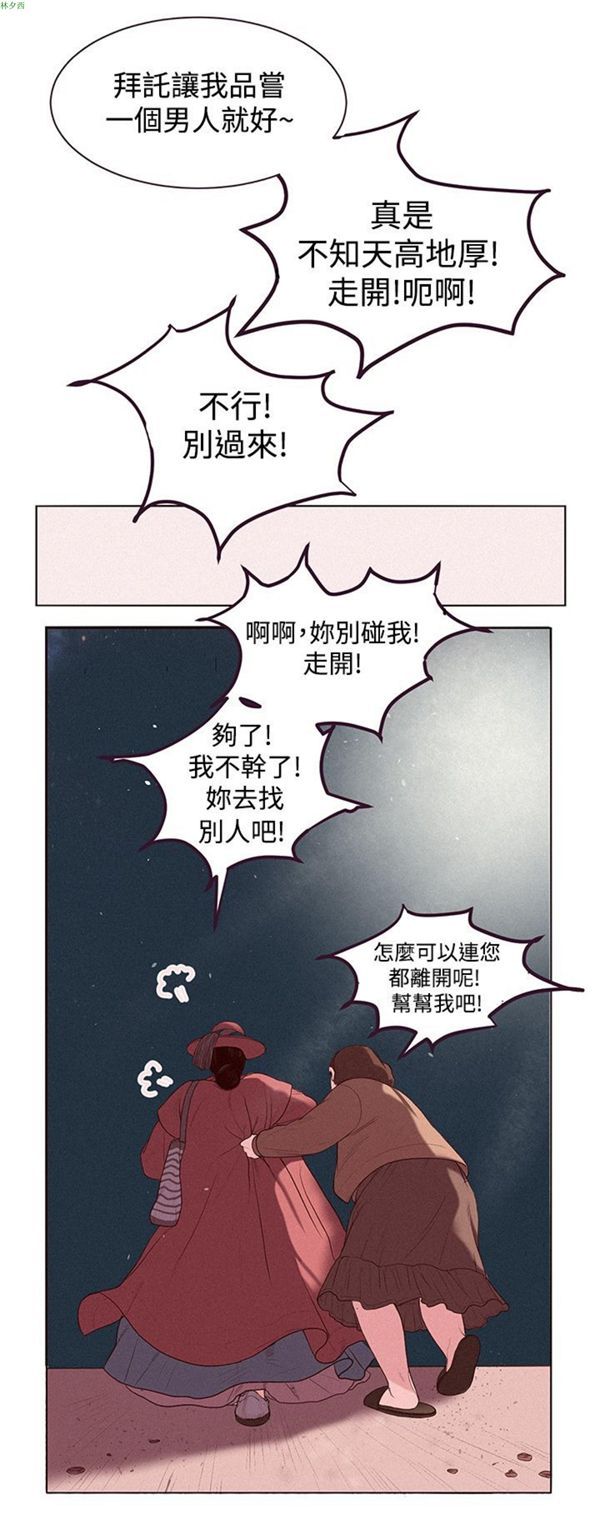 林夕西
拜託讓我品嘗
一個男人就好~
真是
不知天高地厚!
走開!呃啊!
不行!
別過來!
啊啊,妳別碰我!
走開!
夠了!
我不幹了!
妳去找
別人吧!
怎麼可以連您
都離開呢!
幫幫我吧!